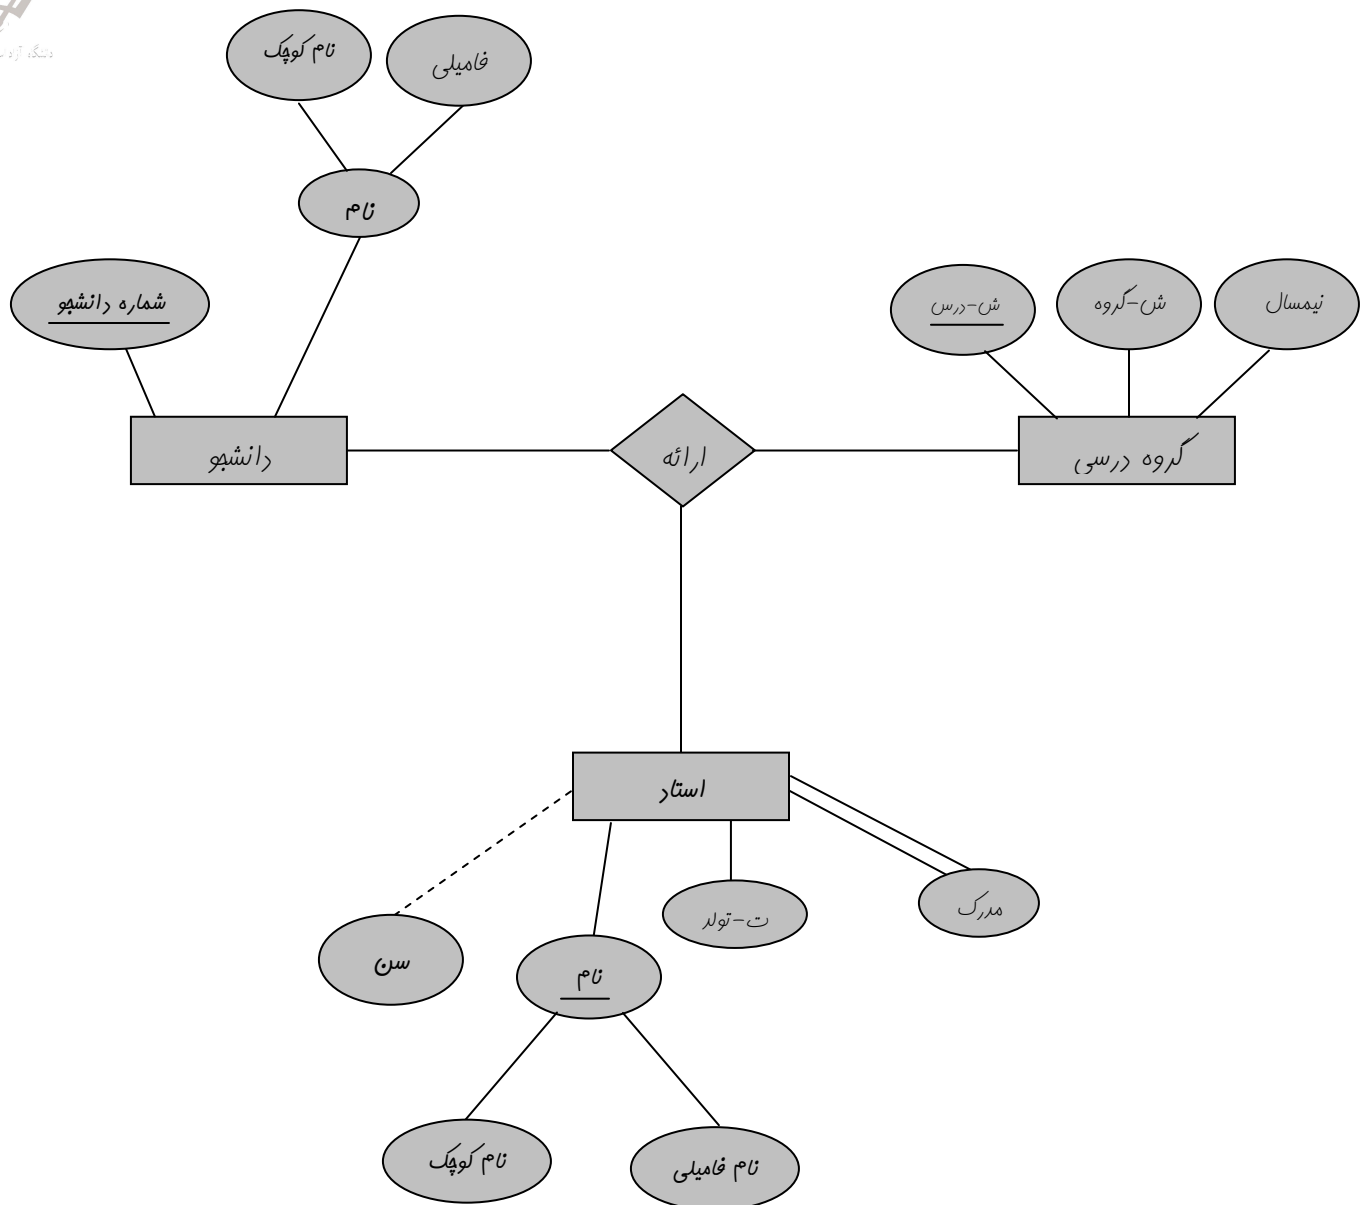 نام کوچک
فامیلی
نام
شماره دانشجو
ش-درس
ش-گروه
نیمسال
دانشجو
ارائه
گروه درسی
استاد
سن
نام
ت-تولد
مدرک
نام کوچک
نام فامیلی